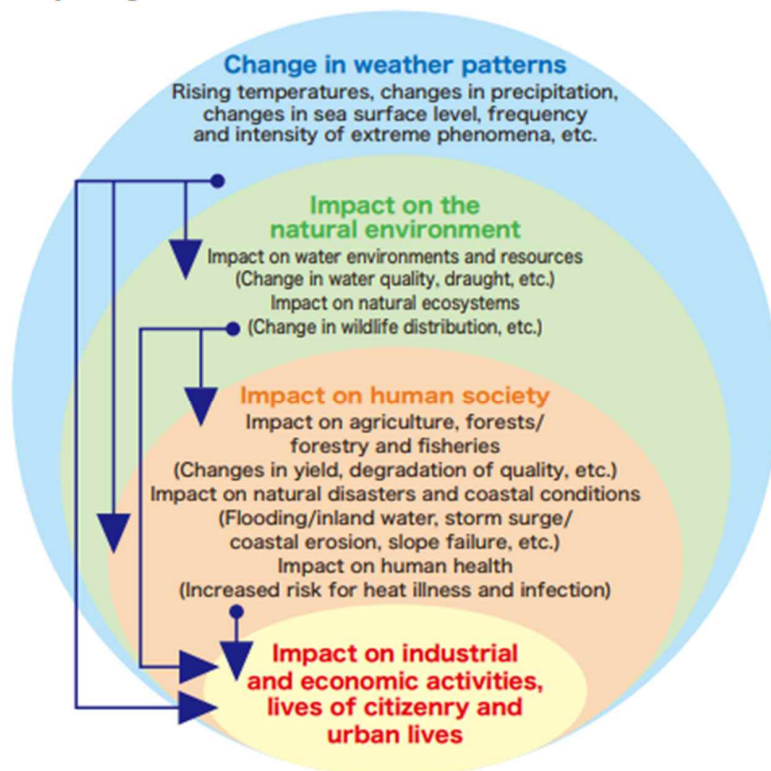 Change in weather patterns
Rising temperatures, changes in precipitation,
changes in sea surface level, frequency
and intensity of extreme phenomena, etc.
Impact on the
natural environment
Impact on water environments and resources
(Change in water quality, draught, etc.)
Impact on natural ecosystems
(Change in wildlife distribution, etc.)
Impact on human society
Impact on agriculture, forests/
forestry and fisheries
(Changes in yield, degradation of quality, etc.)
Impact on natural disasters and coastal conditions
(Flooding/inland water, storm surge/
coastal erosion, slope failure, etc.)
Impact on human health
(Increased risk for heat illness and infection)
Impact on industrial
and economic activities,
lives of citizenry and
urban lives